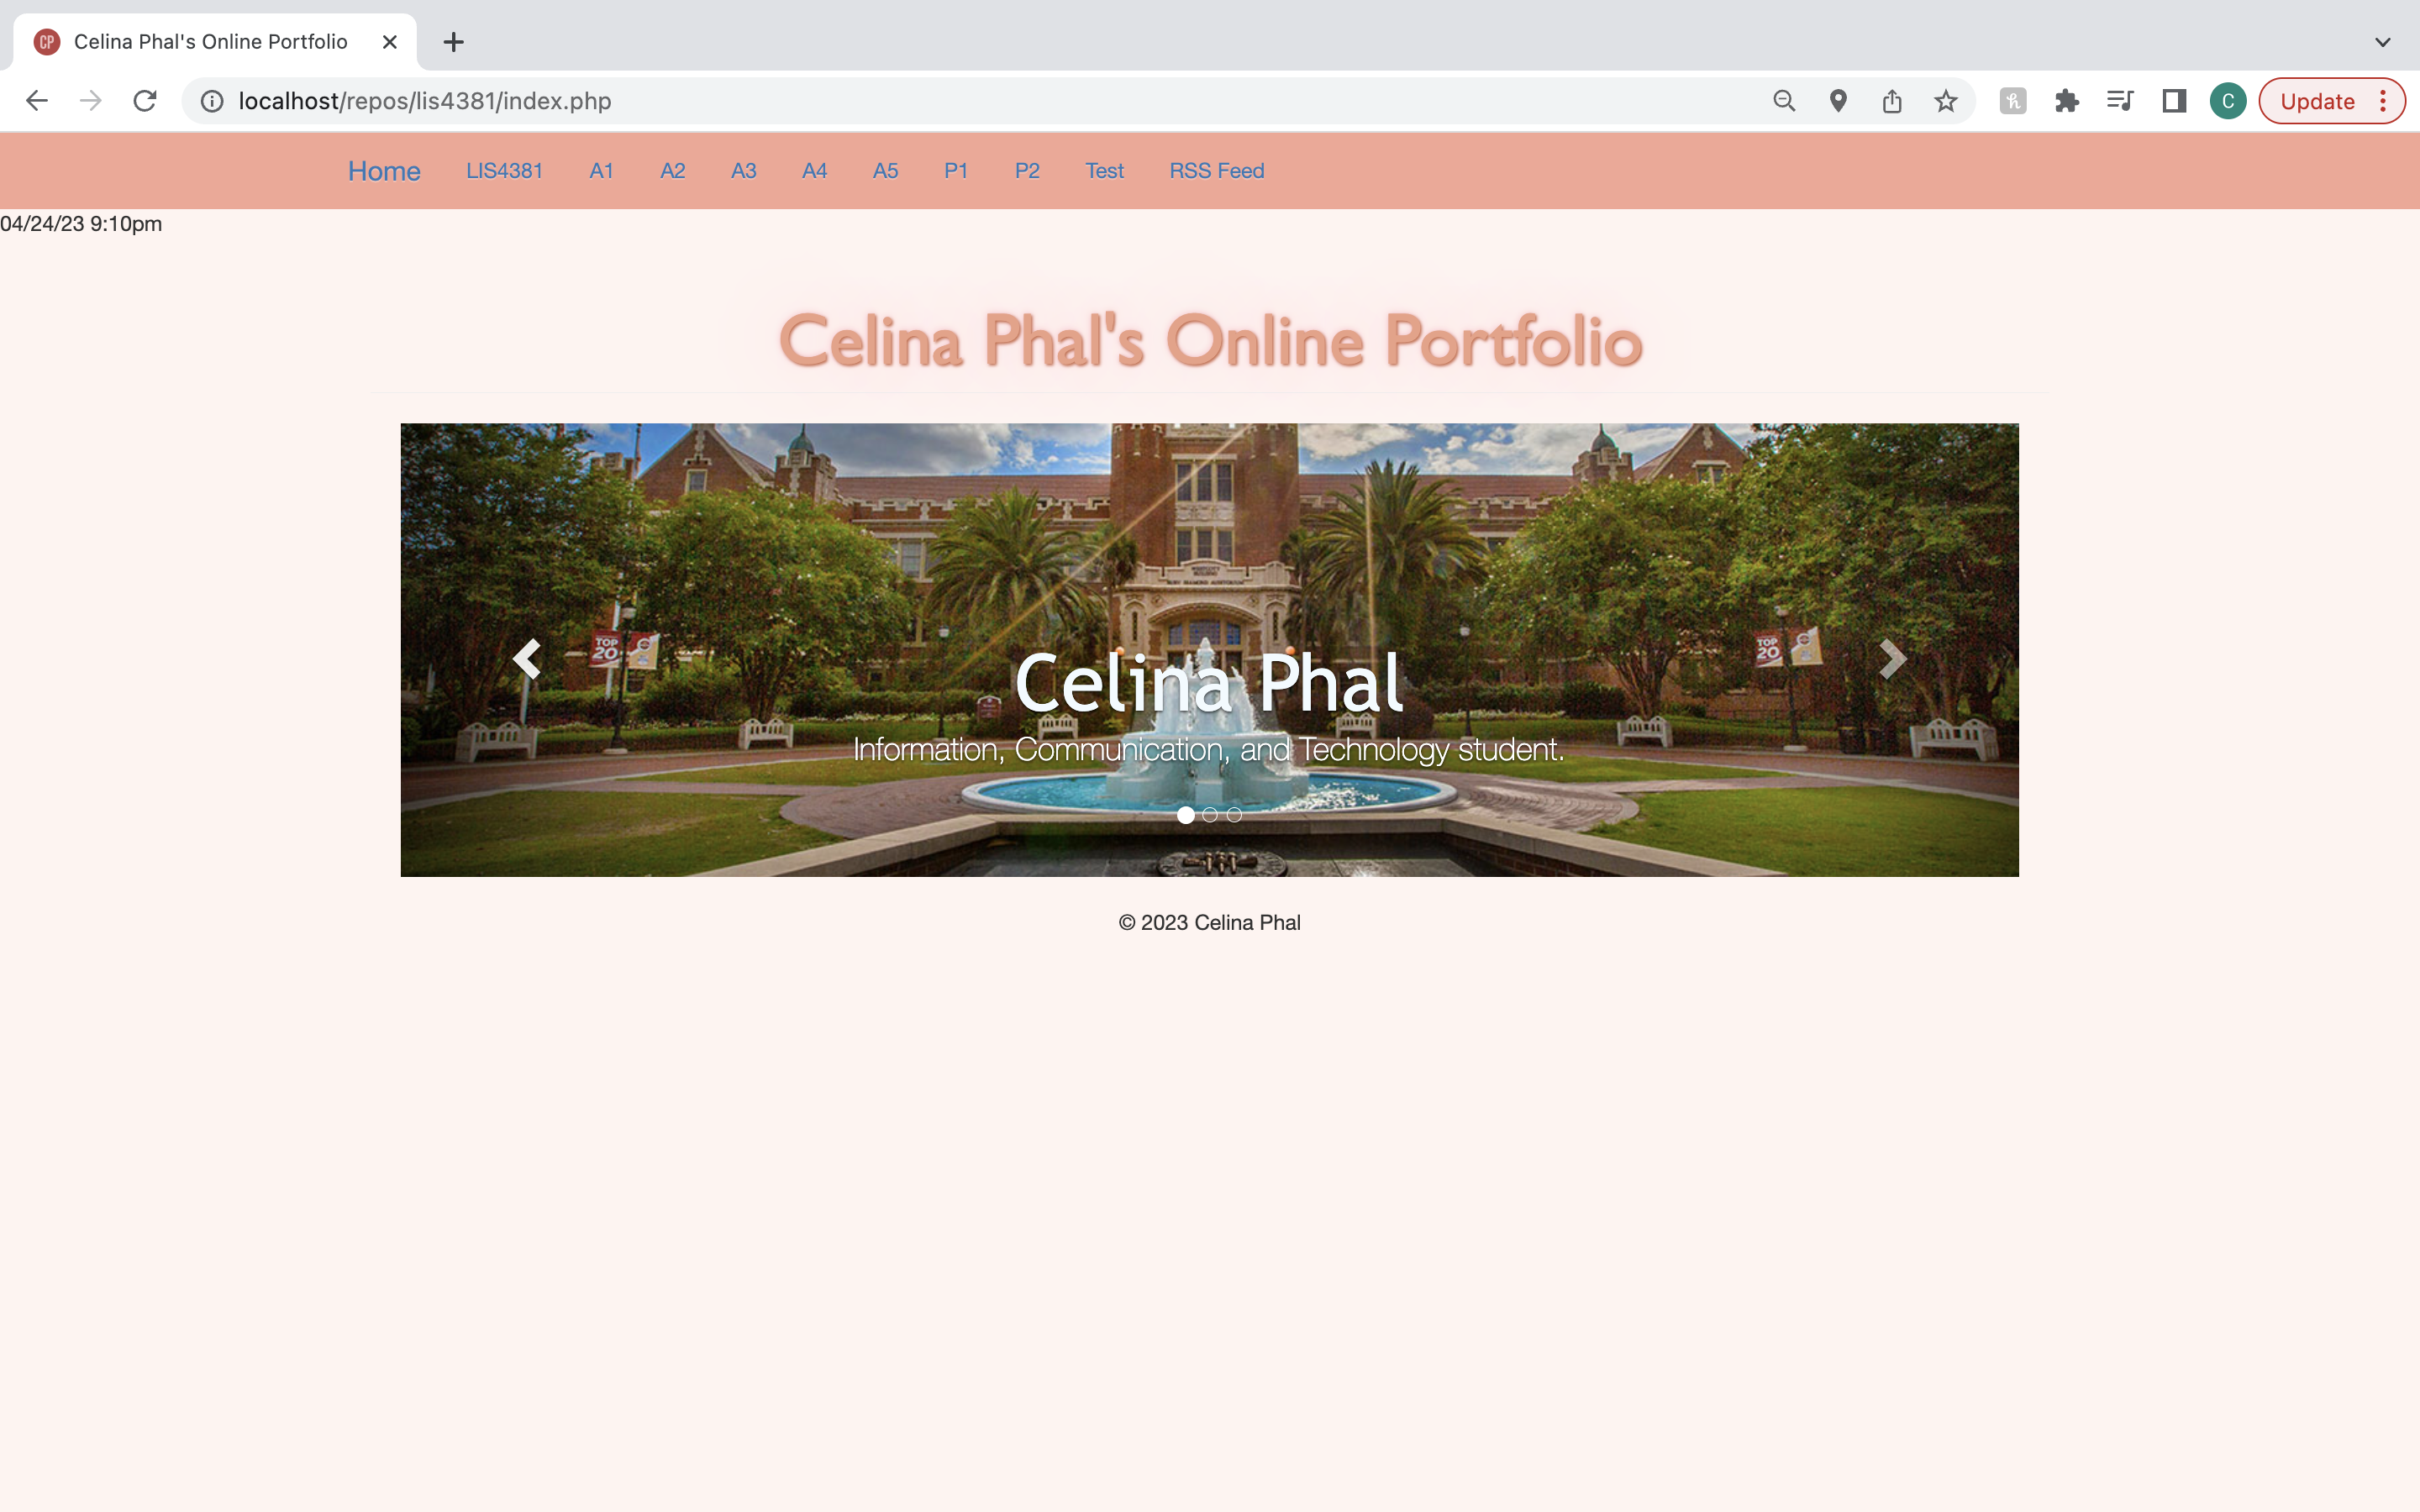 CP Celina Phal's Online Portfolio
localhost/repos/lis4381/index.php
C Update
Home LIS4381 A1 A2 A3 A4 A5 P1 P2 Test RSS Feed
04/24/23 9:10pm
Celina Phal's Online Portfolio
TOP
20
TOP
20
Celina Phal
Information, Communication, and Technology student.
© 2023 Celina Phal